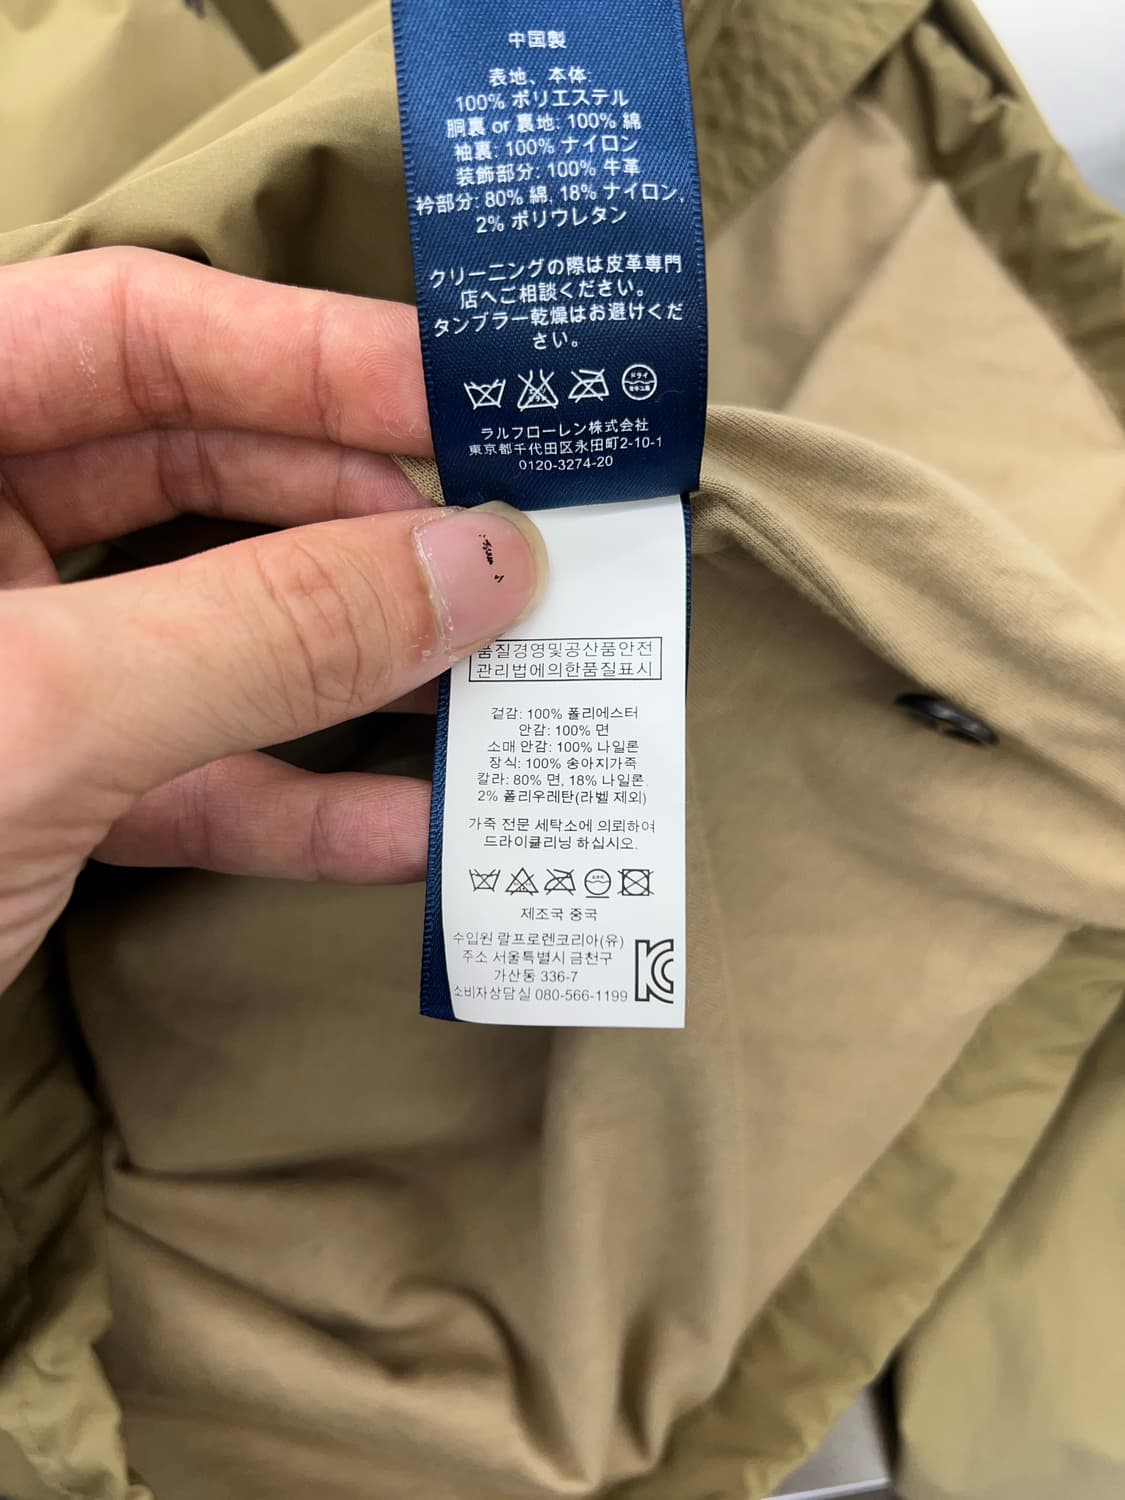 中国製
表地、本体:
100% ポリエステル
胴裏 or 裏地: 100% 綿
袖裏: 100% ナイロン
装飾部分: 100% 牛革
衿部分: 80% 綿, 18% ナイロン,
2% ポリウレタン
クリーニングの際は皮革専門
店へご相談ください。
タンブラー乾燥はお避けくだ
さい。
ドライ
ラルフローレン株式会社
東京都千代田区永田町2-10-1
0120-3274-20
품질경영및공산품안전
관리법에의한품질표시
겉감: 100% 폴리에스터
안감: 100% 면
소매 안감: 100% 나일론
장식: 100% 송아지가죽
칼라: 80% 면, 18% 나일론,
2% 폴리우레탄(라벨 제외)
가죽 전문 세탁소에 의뢰하여
드라이클리닝 하십시오.
제조국 중국
수입원 랄프로렌코리아(유)
주소 서울특별시 금천구
가산동 336-7
소비자상담실 080-566-1199